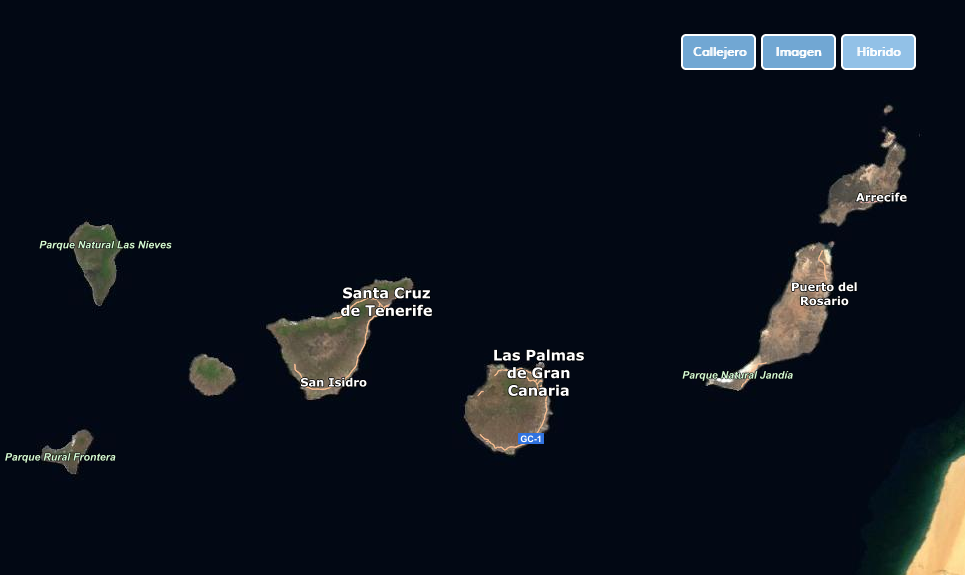 Callejero
Imagen
Híbrido
Arrecife
Parque Natural Las Nieves
Puerto del
Rosario
Santa Cruz
de Tenerife
Las Palmas
de Gran
Canaria
Parque Natural Jandía
San Isidro
GC-1
Parque Rural Frontera